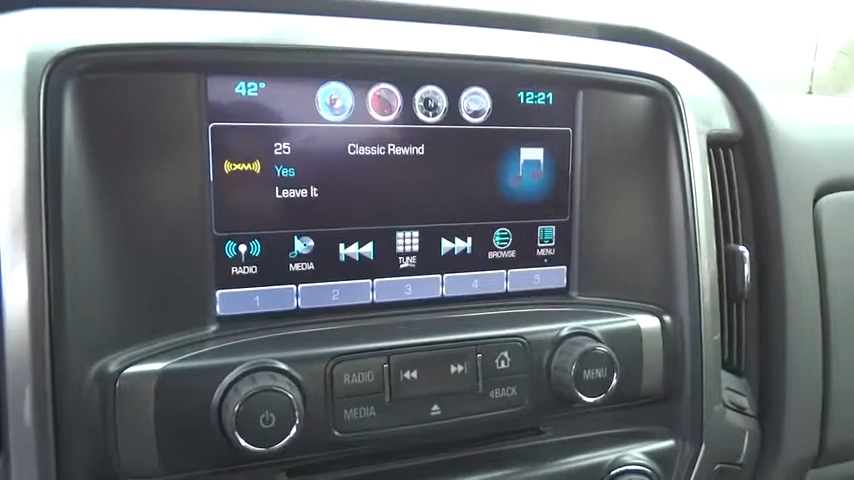 42°
N
12:21
25 Classic Rewind
((XM))
Yes
Leave It
RADIO
MEDIA
TUNE
BROWSE
MENU
1 2 3 4 5
RADIO
MEDIA
BACK
MENU